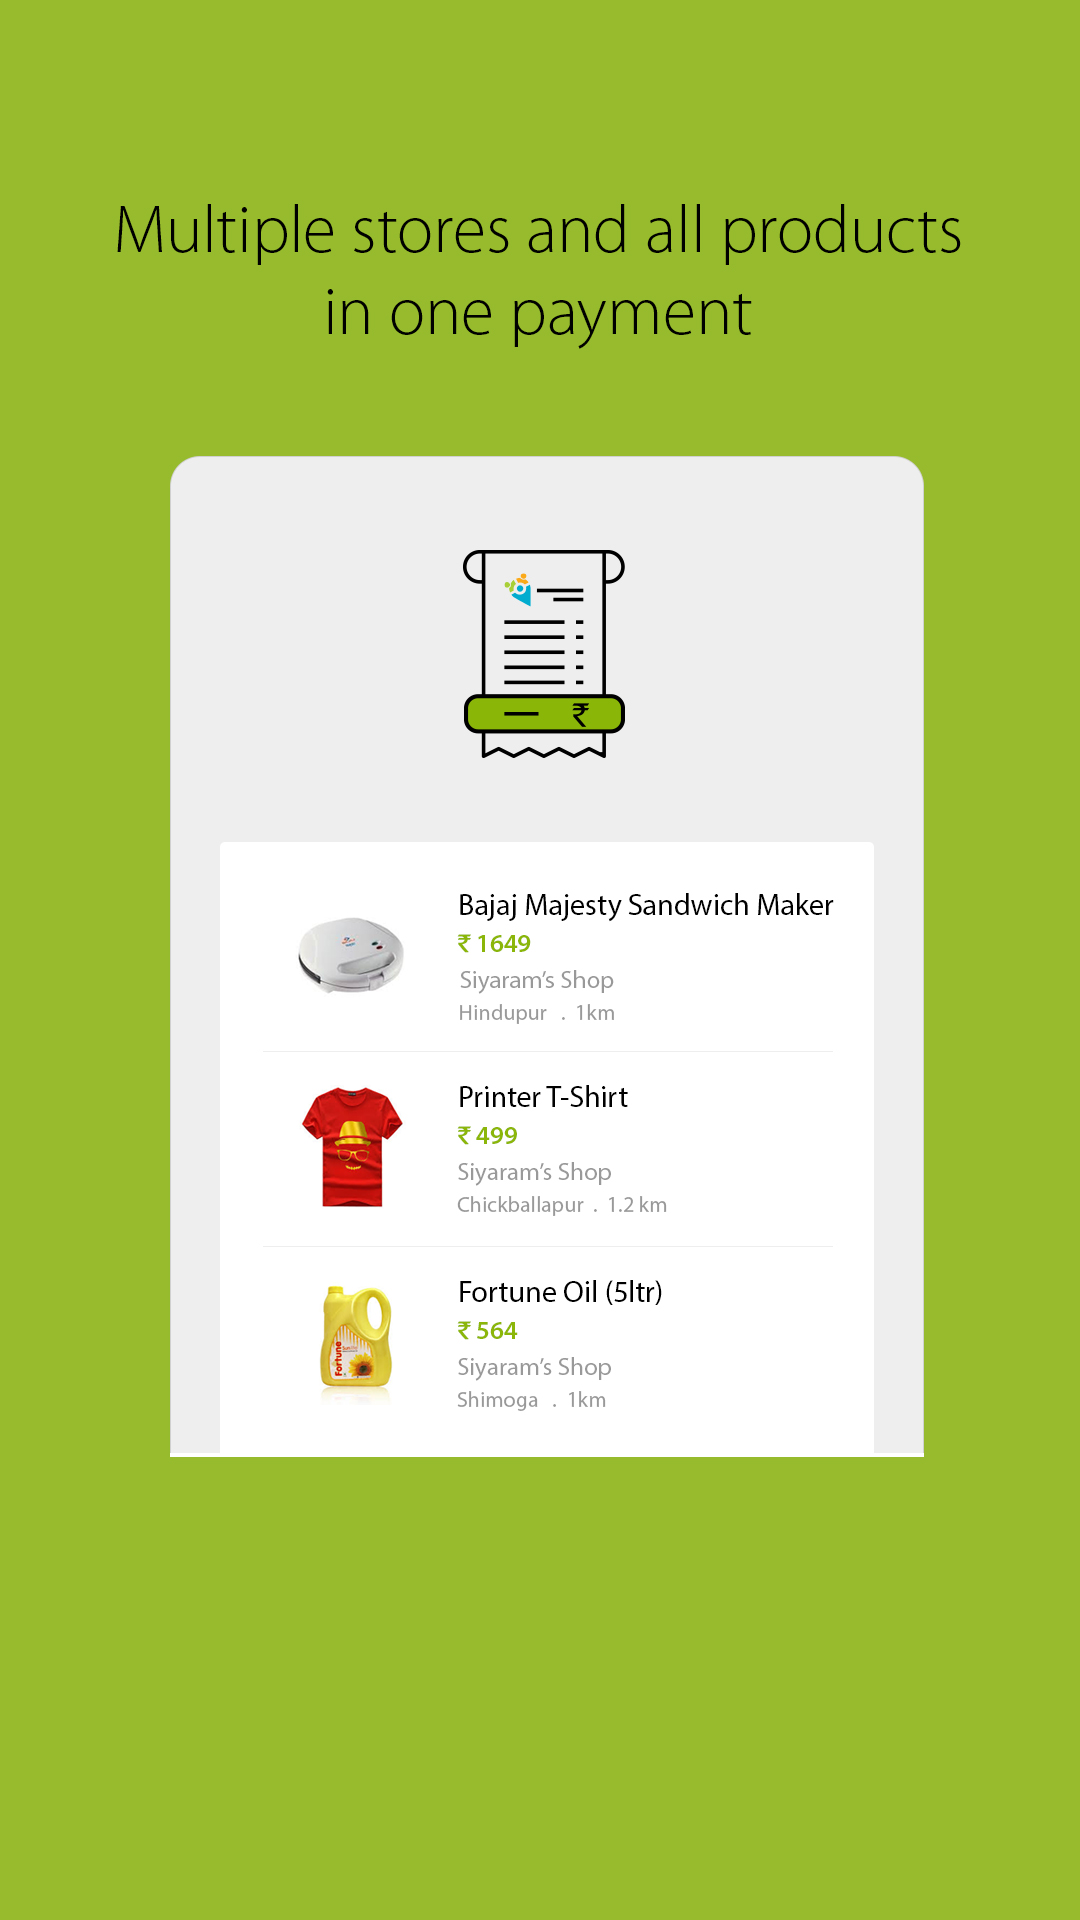 Multiple stores and all products
in one payment
₹
Bajaj Majesty Sandwich Maker
₹ 1649
Siyaram’s Shop
Hindupur . 1km
Printer T-Shirt
₹ 499
Siyaram’s Shop
Chickballapur . 1.2 km
Fortune
Fortune Oil (5ltr)
₹ 564
Siyaram’s Shop
Shimoga . 1km